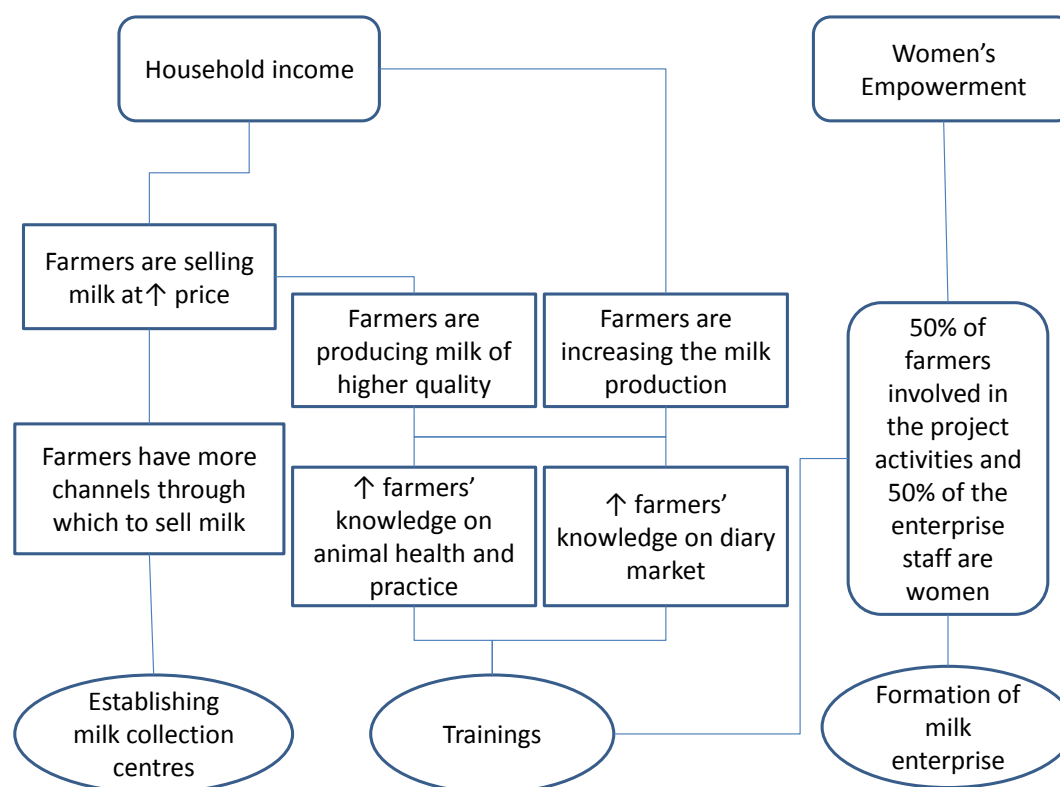 Household income
Women's
Empowerment
Farmers are selling
milk at↑ price
Farmers are
producing milk of
higher quality
Farmers are
increasing the milk
production
50% of
farmers
involved in
the project
activities and
50% of the
enterprise
staff are
women
Farmers have more
channels through
which to sell milk
↑ farmers'
knowledge on
animal health and
practice
↑ farmers'
knowledge on diary
market
Establishing
milk collection
centres
Trainings
Formation of
milk
enterprise